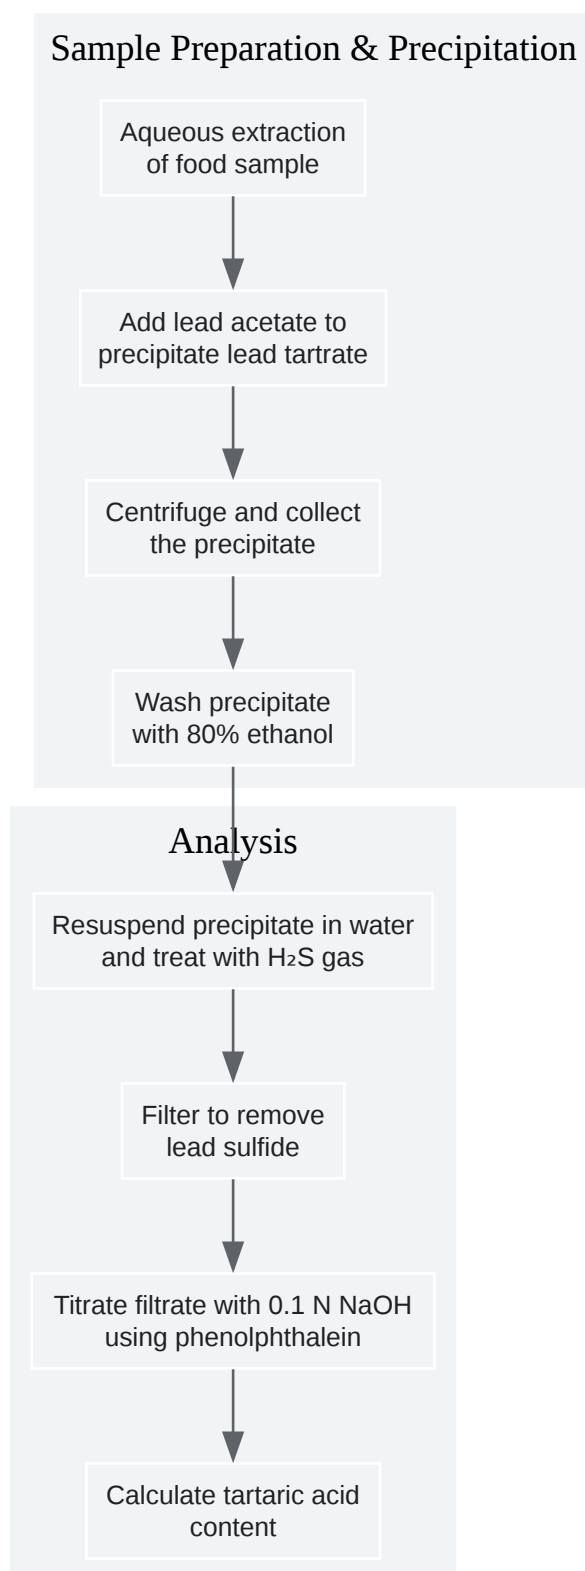 Sample Preparation & Precipitation
Aqueous extraction
of food sample
Add lead acetate to
precipitate lead tartrate
Centrifuge and collect
the precipitate
Wash precipitate
with 80% ethanol
Analysis
Resuspend precipitate in water
and treat with H₂S gas
Filter to remove
lead sulfide
Titrate filtrate with 0.1 N NaOH
using phenolphthalein
Calculate tartaric acid
content